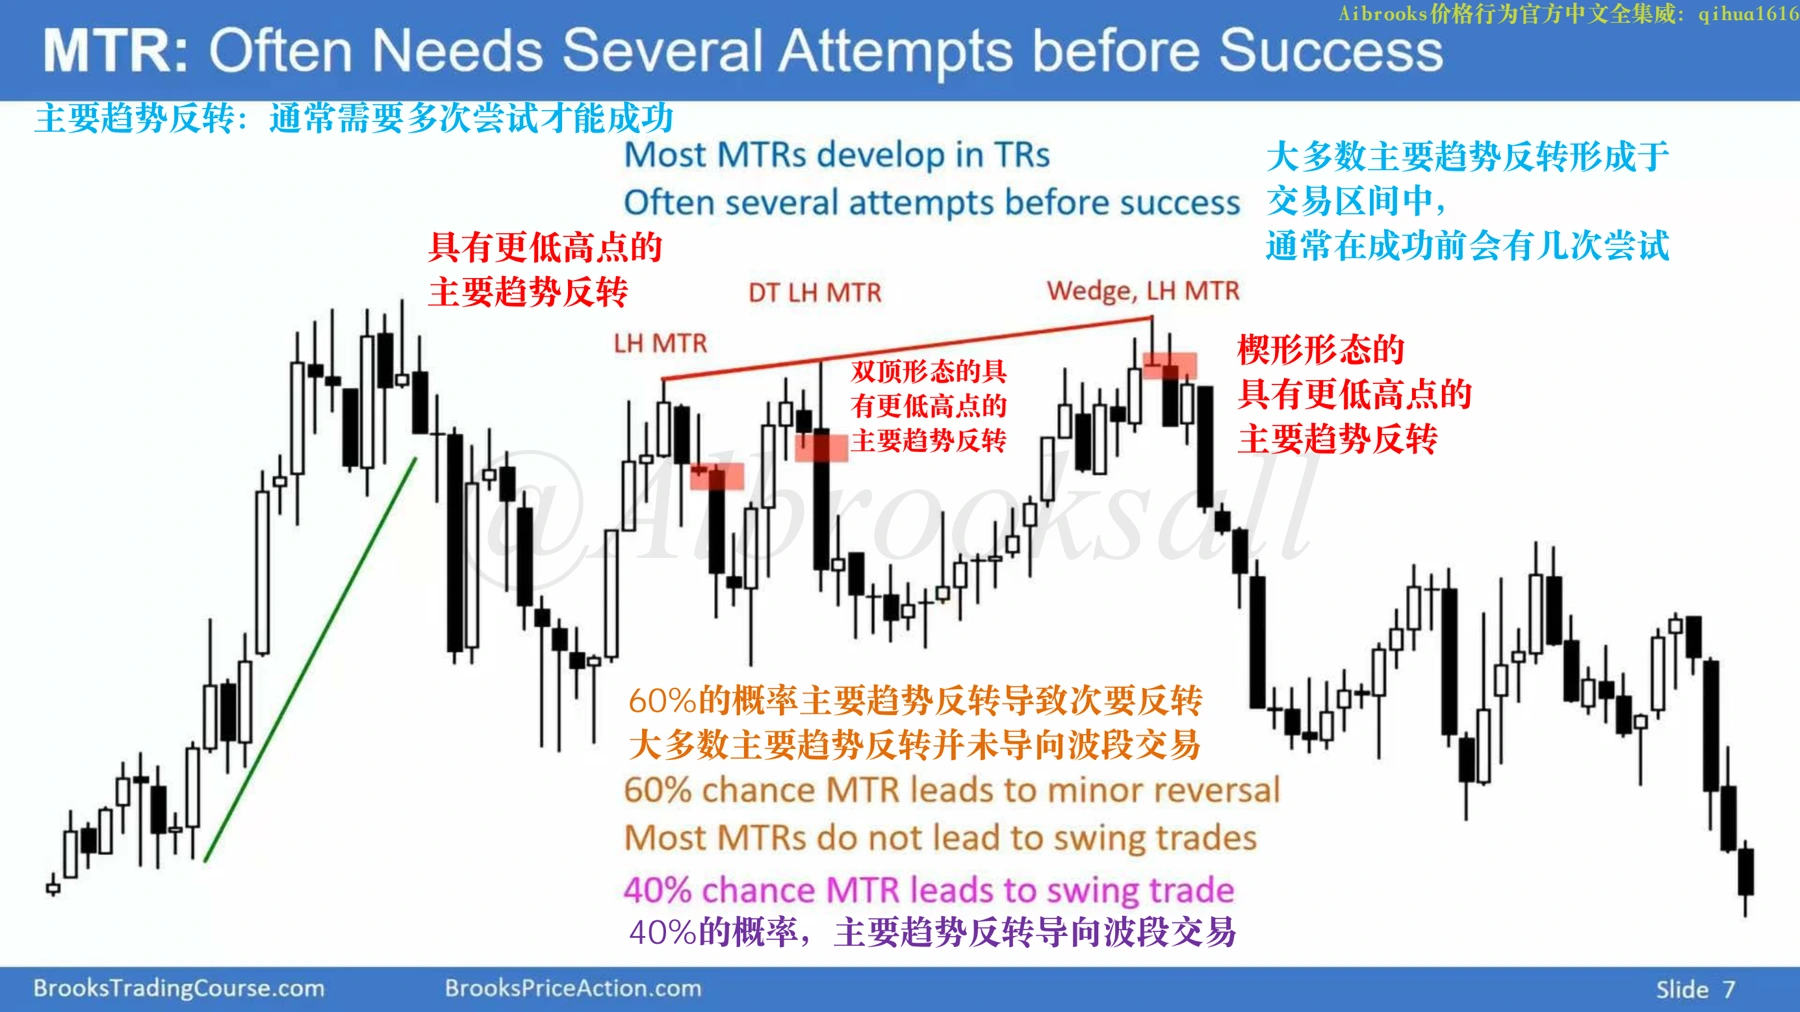 Aibrooks价格行为官方中文全集威：qihua1616
MTR: Often Needs Several Attempts before Success
主要趋势反转：通常需要多次尝试才能成功
Most MTRs develop in TRs
Often several attempts before success
大多数主要趋势反转形成于
交易区间中，
通常在成功前会有几次尝试
具有更低高点的
主要趋势反转
LH MTR
DT LH MTR
双顶形态的具
有更低高点的
主要趋势反转
Wedge, LH MTR
楔形形态的
具有更低高点的
主要趋势反转
@Albrooksall
60%的概率主要趋势反转导致次要反转
大多数主要趋势反转并未导向波段交易
60% chance MTR leads to minor reversal
Most MTRs do not lead to swing trades
40% chance MTR leads to swing trade
40%的概率，主要趋势反转导向波段交易
BrooksTradingCourse.com
BrooksPriceAction.com
Slide 7